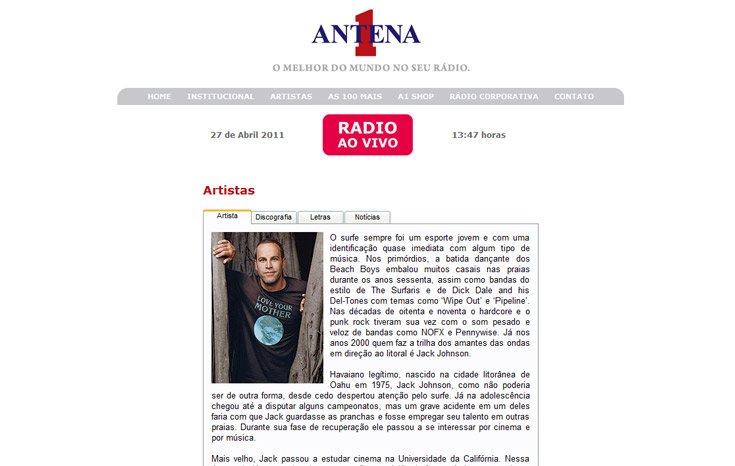 ANTENA 1
O MELHOR DO MUNDO NO SEU RÁDIO.
HOME INSTITUCIONAL ARTISTAS AS 100 MAIS A1 SHOP RÁDIO CORPORATIVA CONTATO
27 de Abril 2011
RADIO
AO VIVO
13:47 horas
Artistas
Artista Discografia Letras Notícias
LOVE YOUR
MOTHER
O surfe sempre foi um esporte jovem e com uma
identificação quase imediata com algum tipo de
música. Nos primórdios, a batida dançante dos
Beach Boys embalou muitos casais nas praias
durante os anos sessenta, assim como bandas do
estilo de The Surfaris e de Dick Dale and his
Del-Tones com temas como 'Wipe Out' e 'Pipeline'.
Nas décadas de oitenta e noventa o hardcore e o
punk rock tiveram sua vez com o som pesado e
veloz de bandas como NOFX e Pennywise. Já nos
anos 2000 quem faz a trilha dos amantes das ondas
em direção ao litoral é Jack Johnson.
Havaiano legítimo, nascido na cidade litorânea de
Oahu em 1975, Jack Johnson, como não poderia
ser de outra forma, desde cedo despertou atenção pelo surfe. Já na adolescência
chegou até a disputar alguns campeonatos, mas um grave acidente em um deles
faria com que Jack guardasse as pranchas e fosse empregar seu talento em outras
praias. Durante sua fase de recuperação ele passou a se interessar por cinema e
por música.
Mais velho, Jack passou a estudar cinema na Universidade da Califórnia. Nessa